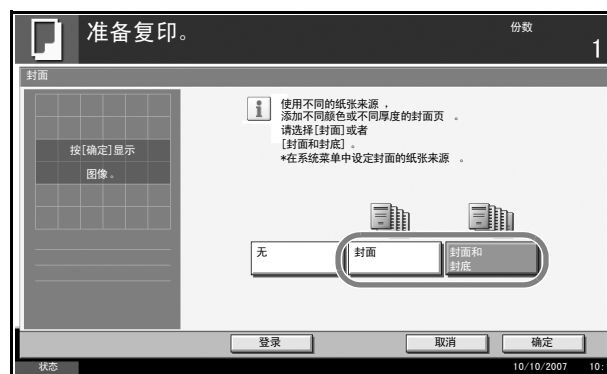 准备复印。
份数
1
封面
按[确定]显示
图像。
使用不同的纸张来源，
添加不同颜色或不同厚度的封面页 。
请选择[封面]或者
[封面和封底] 。
*在系统菜单中设定封面的纸张来源 。
无
封面
封面和
封底
登录
取消
确定
状态
10/10/2007 10: